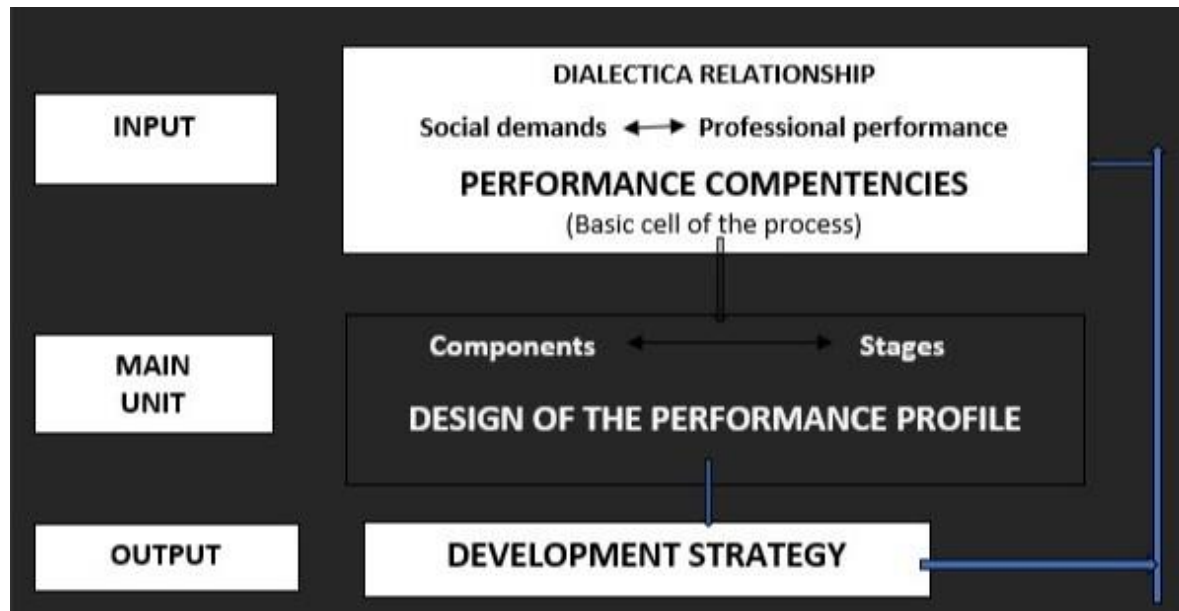 INPUT
DIALECTICA RELATIONSHIP
Social demands Professional performance
PERFORMANCE COMPENTENCIES
(Basic cell of the process)
MAIN
UNIT
Components Stages
DESIGN OF THE PERFORMANCE PROFILE
OUTPUT
DEVELOPMENT STRATEGY